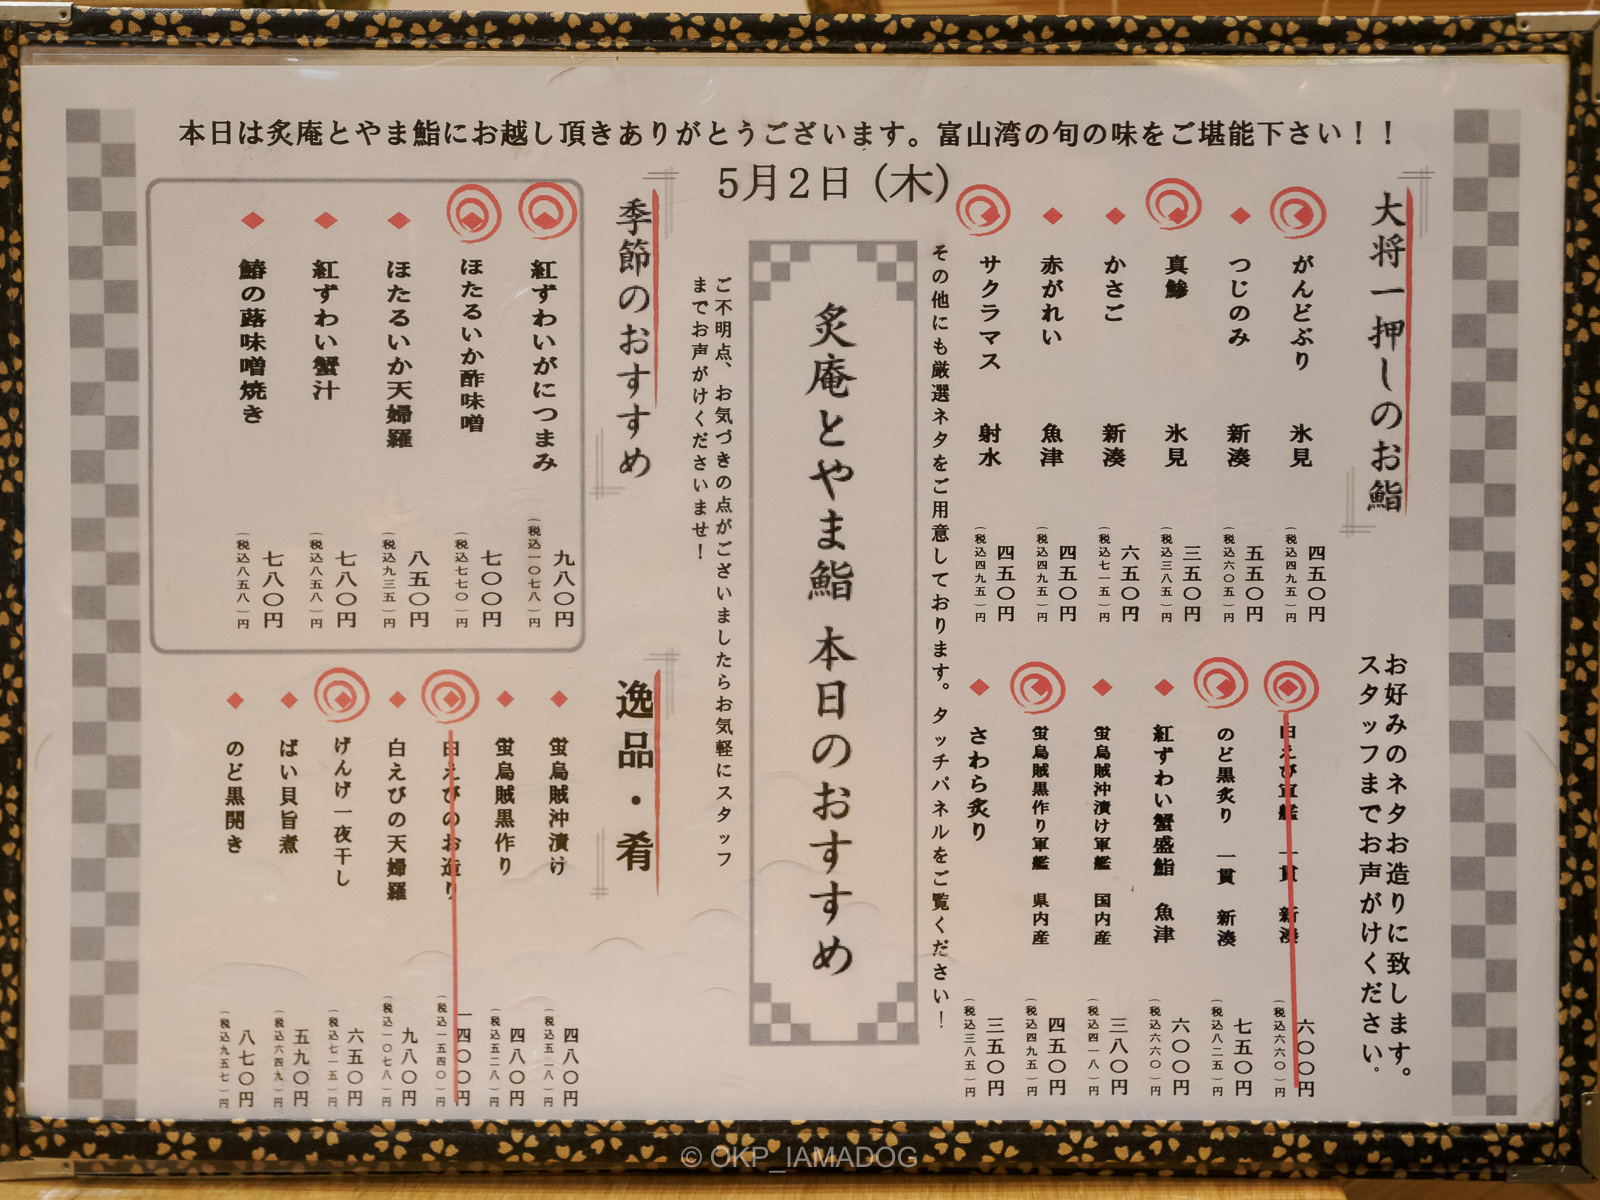 本日は炙庵とやま鮨にお越し頂きありがとうございます。富山湾の旬の味をご堪能下さい！！
5月2日（木）
大将一押しのお鮨
がんどぶり 氷見 四五〇円（税込四九五）円
つじのみ 新湊 五五〇円（税込六〇五）円
真鯵 氷見 三五〇円（税込三八五）円
かさご 新湊 六五〇円（税込七一五）円
赤がれい 魚津 四五〇円（税込四九五）円
サクラマス 射水 四五〇円（税込四九五）円
お好みのネタお造りに致します。
スタッフまでお声がけください。
白えび軍艦 一貫 新湊 六〇〇円（税込六六〇）円
のど黒炙り 一貫 新湊 七五〇円（税込八二五）円
紅ずわい蟹盛鮨 魚津 六〇〇円（税込六六〇）円
蛍烏賊沖漬け軍艦 国内産 三八〇円（税込四一八）円
蛍烏賊黒作り軍艦 県内産 四五〇円（税込四九五）円
さわら炙り 三五〇円（税込三八五）円
その他にも厳選ネタをご用意しております。タッチパネルをご覧ください！
炙庵とやま鮨 本日のおすすめ
ご不明点、お気づきの点がございましたらお気軽にスタッフ
までお声がけくださいませ！
季節のおすすめ
紅ずわいがにつまみ 九八〇円（税込一〇七八）円
ほたるいか酢味噌 七〇〇円（税込七七〇）円
ほたるいか天婦羅 八五〇円（税込九三五）円
紅ずわい蟹汁 七八〇円（税込八五八）円
鰆の蕗味噌焼き 七八〇円（税込八五八）円
逸品・肴
蛍烏賊沖漬け 四八〇円（税込五二八）円
蛍烏賊黒作り 四八〇円（税込五二八）円
白えびのお造り 一四〇〇円（税込一五四〇）円
白えびの天婦羅 九八〇円（税込一〇七八）円
げんげ一夜干し 六五〇円（税込七一五）円
ばい貝旨煮 五九〇円（税込六四九）円
のど黒開き 八七〇円（税込九五七）円
© OKP_IAMADOG